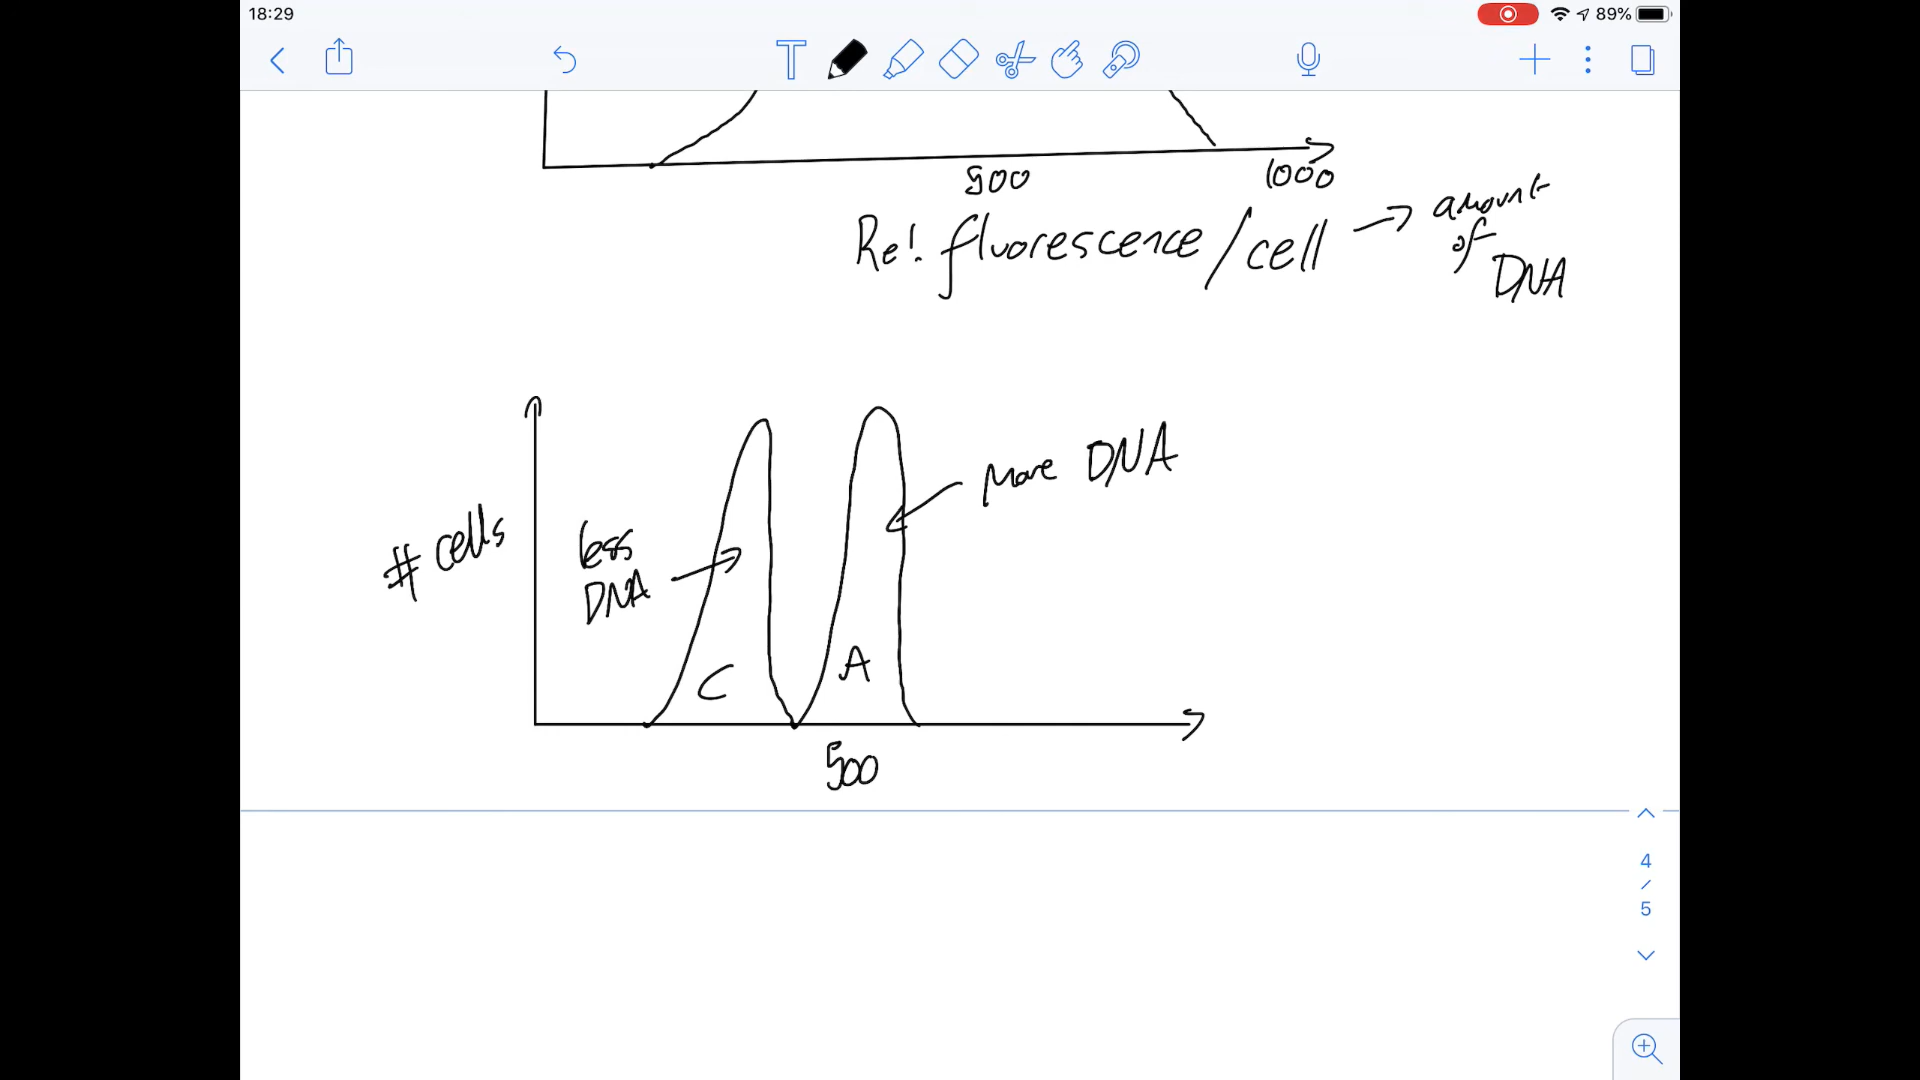 18:29
89%
T
500
1000
Rel. fluorescence/cell → amount
of
DNA
# cells
less
DNA
More DNA
C
A
500
4
/
5